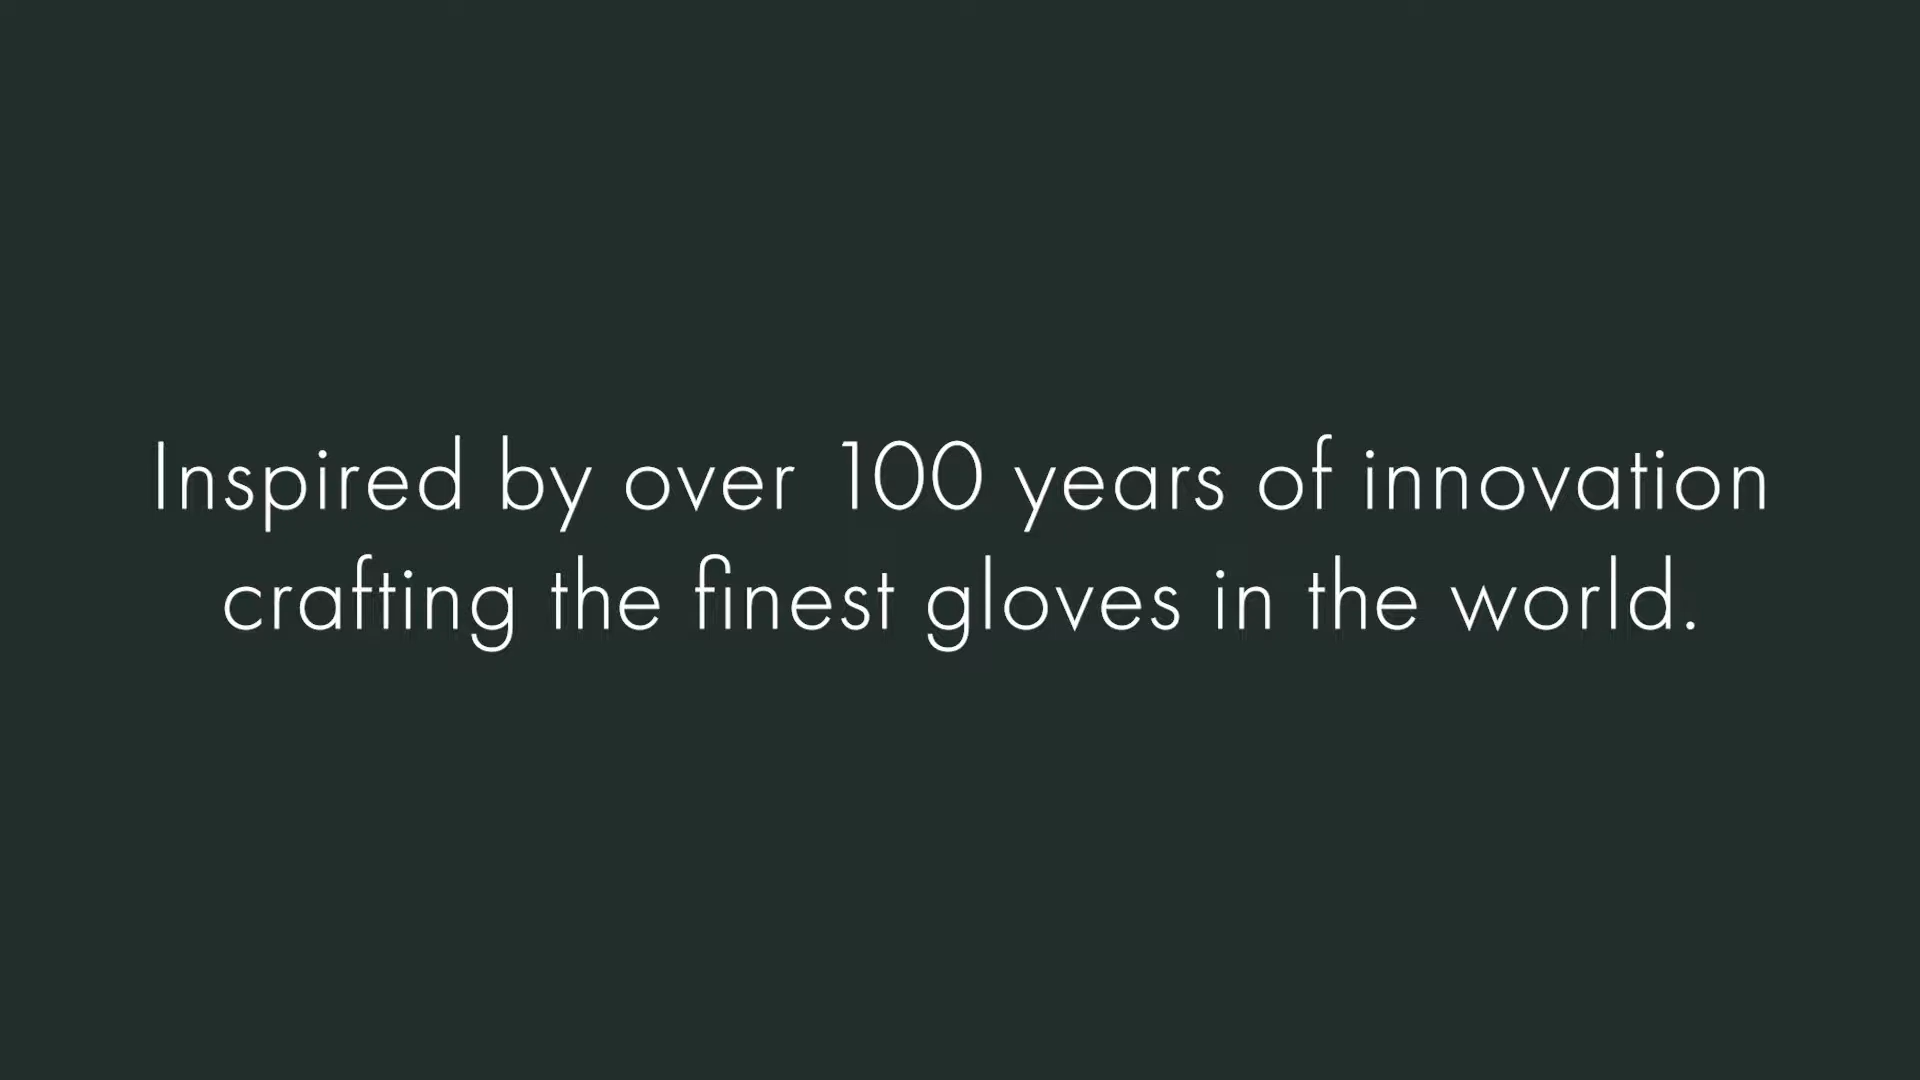 Inspired by over 100 years of innovation
crafting the finest gloves in the world.